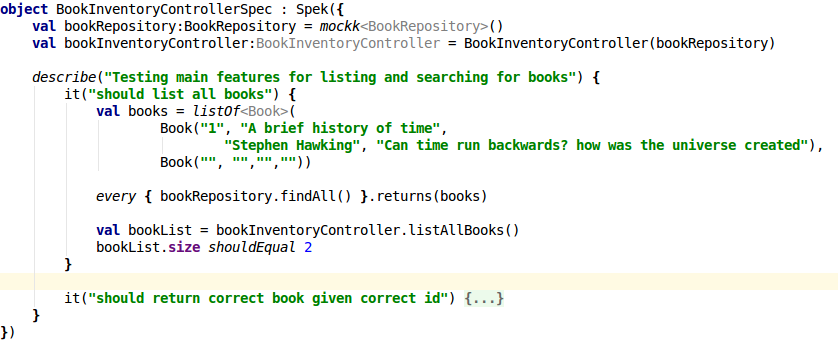 object BookInventoryControllerSpec : Spek({
    val bookRepository:BookRepository = mockk<BookRepository>()
    val bookInventoryController:BookInventoryController = BookInventoryController(bookRepository)
    describe("Testing main features for listing and searching for books") {
        it("should list all books") {
            val books = listOf<Book>(
                    Book("1", "A brief history of time",
                            "Stephen Hawking", "Can time run backwards? how was the universe created"),
                    Book("", "","",""))
            every { bookRepository.findAll() }.returns(books)
            val bookList = bookInventoryController.listAllBooks()
            bookList.size shouldEqual 2
        }
        it("should return correct book given correct id") {...}
    }
})